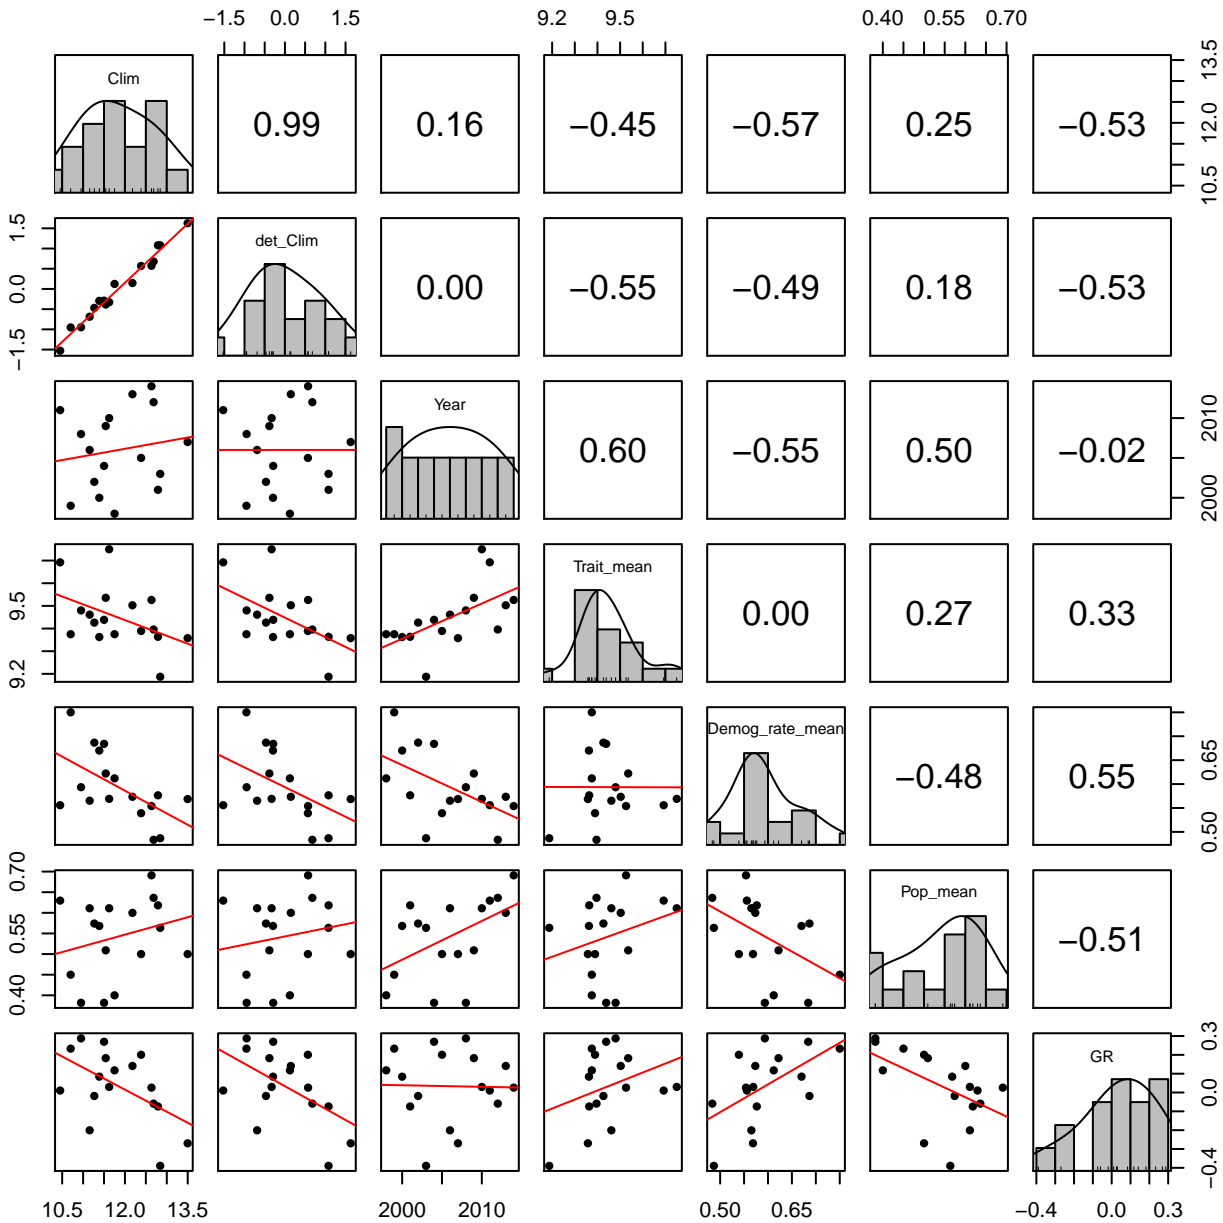 −1.5 0.0 1.5 9.2 9.5 0.40 0.55 0.70
Clim 0.99 0.16 −0.45 −0.57 0.25 −0.53
10.5 12.0 13.5
−1.5 0.0 1.5
det_Clim 0.00 −0.55 −0.49 0.18 −0.53
Year 0.60 −0.55 0.50 −0.02
2000 2010
9.2 9.5
Trait_mean 0.00 0.27 0.33
Demog_rate_mean −0.48 0.55
0.50 0.65
0.40 0.55 0.70
Pop_mean −0.51
GR
−0.4 0.0 0.3
10.5 12.0 13.5 2000 2010 0.50 0.65 −0.4 0.0 0.3